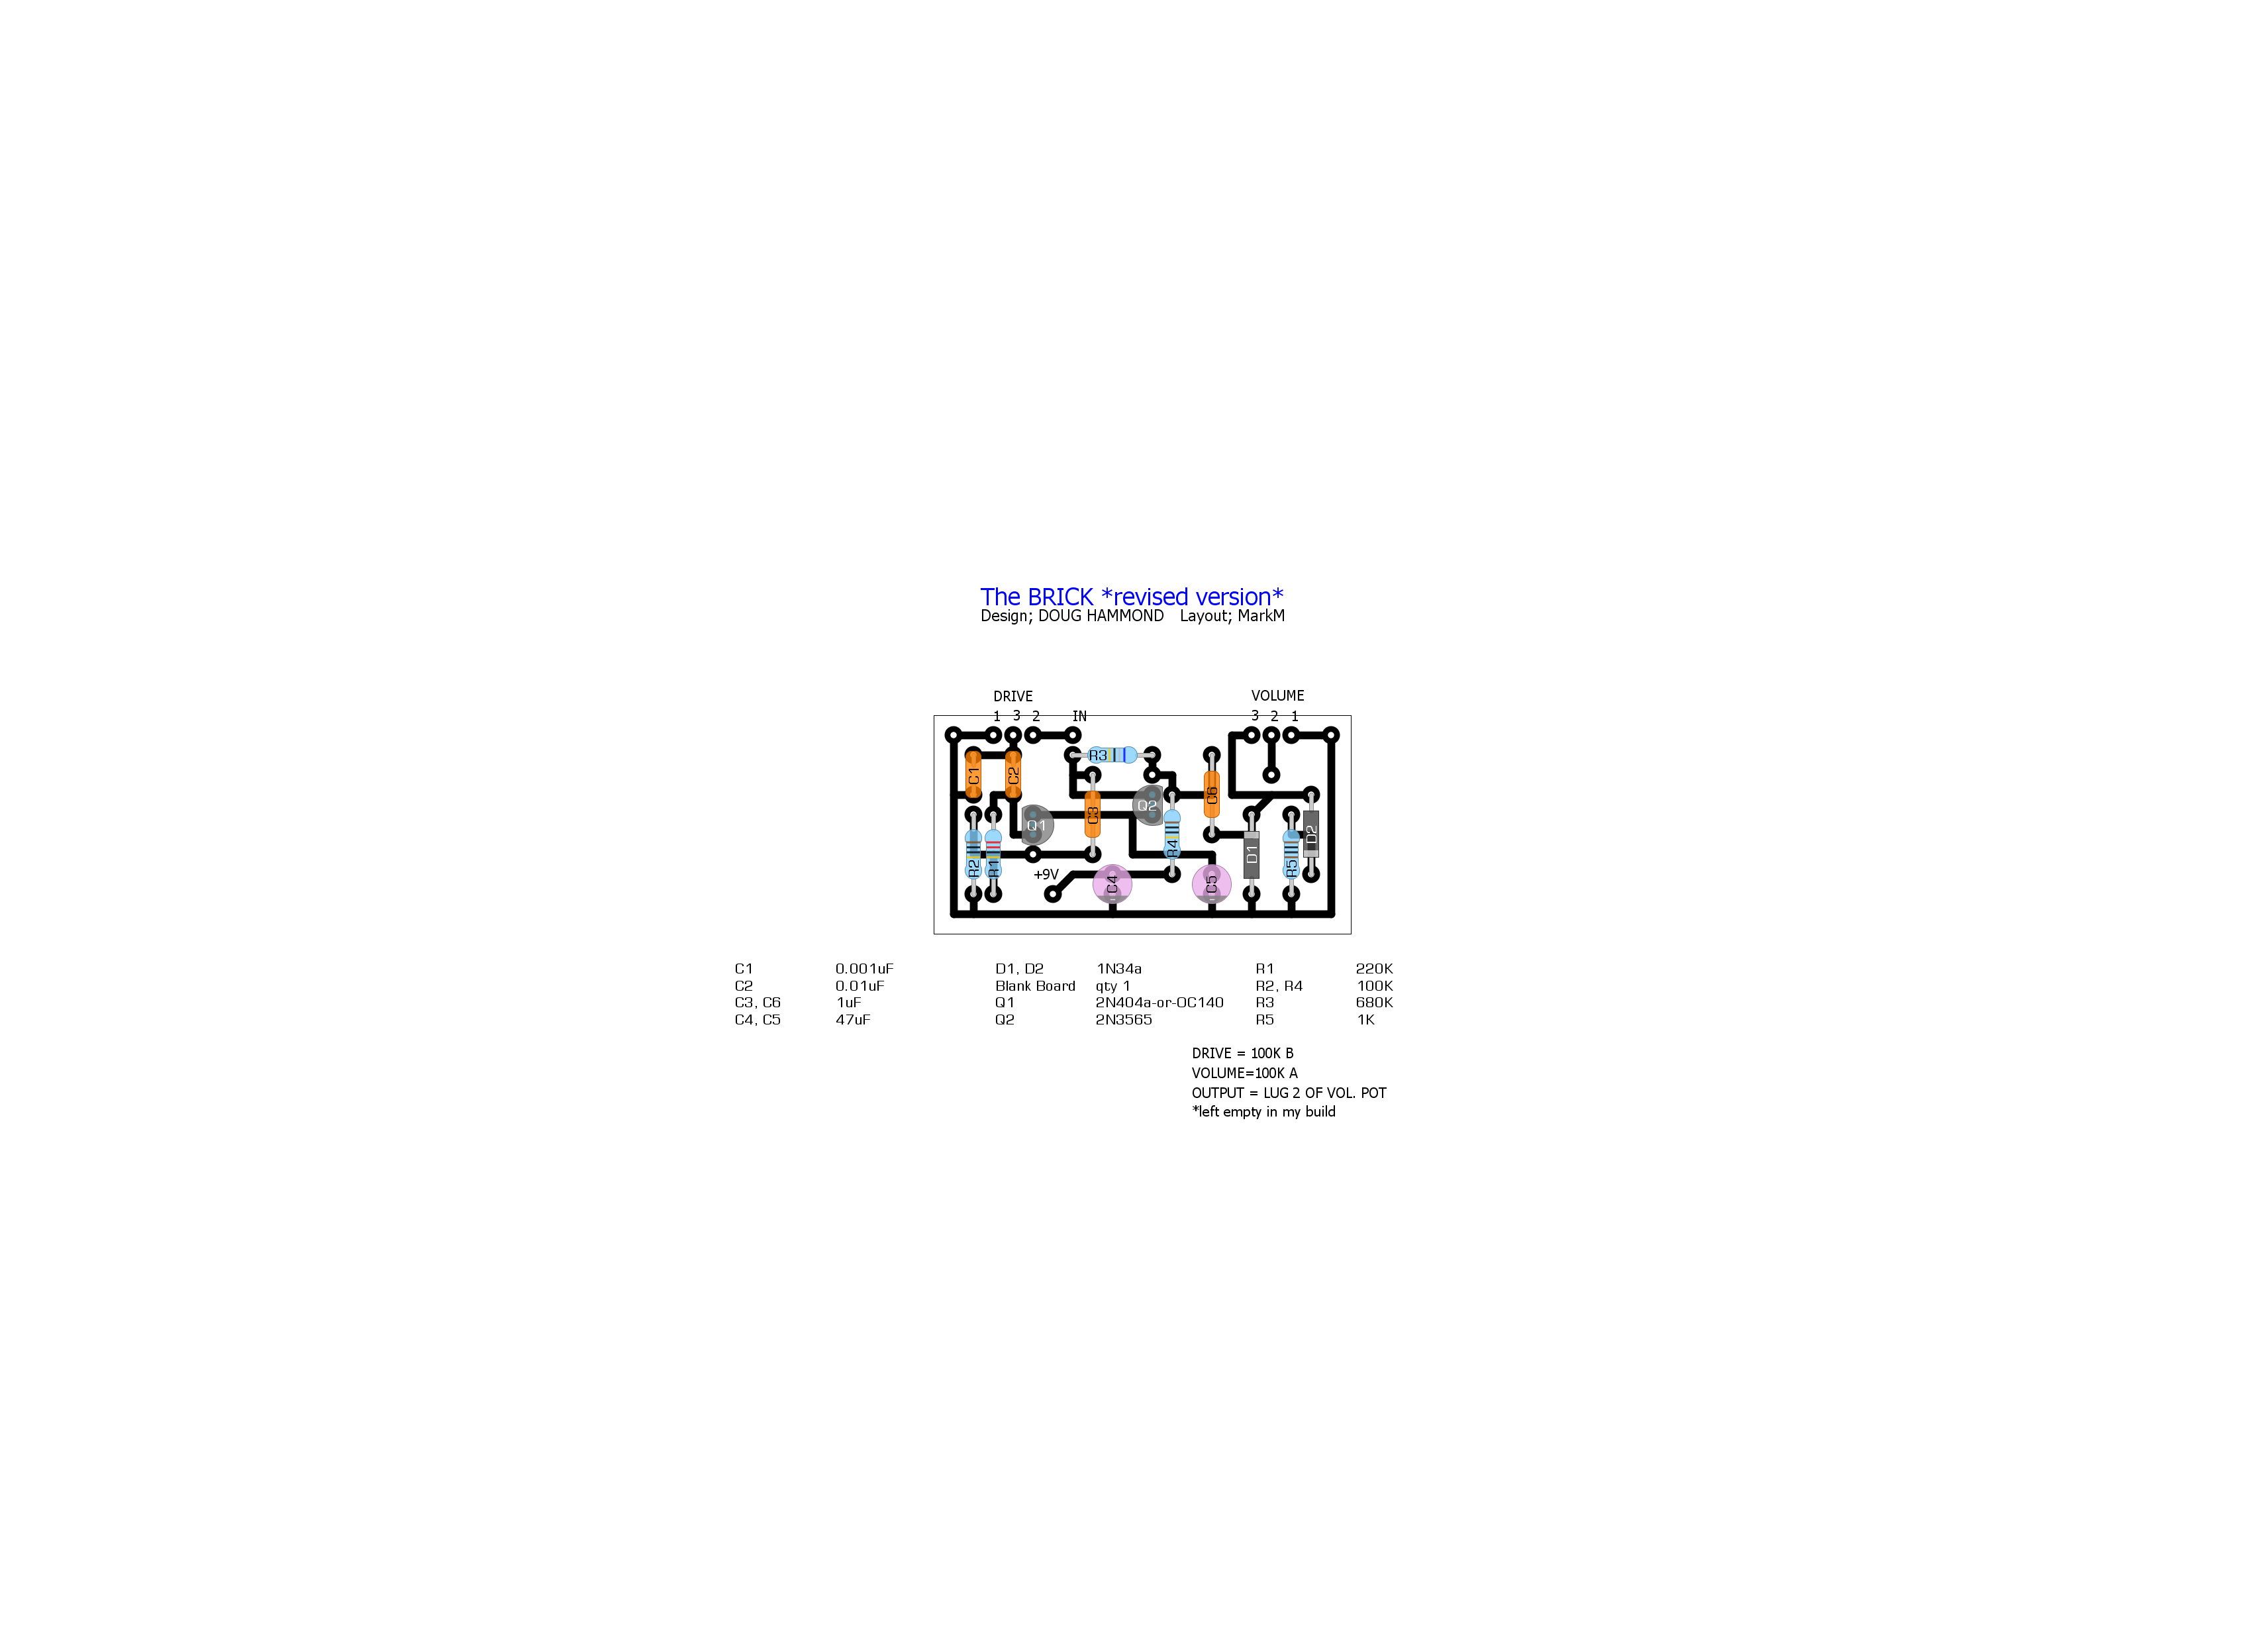 The BRICK *revised version*
Design; DOUG HAMMOND   Layout; MarkM
DRIVE VOLUME
1 3 2 IN 3 2 1
R3
C1 C2 Q2 C6
C3
Q1 D2
R4 D1
R2 R1 R5
+9V C4 C5
C1 0.001uF D1, D2 1N34a R1 220K
C2 0.01uF Blank Board qty 1 R2, R4 100K
C3, C6 1uF Q1 2N404a-or-OC140 R3 680K
C4, C5 47uF Q2 2N3565 R5 1K
DRIVE = 100K B
VOLUME=100K A
OUTPUT = LUG 2 OF VOL. POT
*left empty in my build